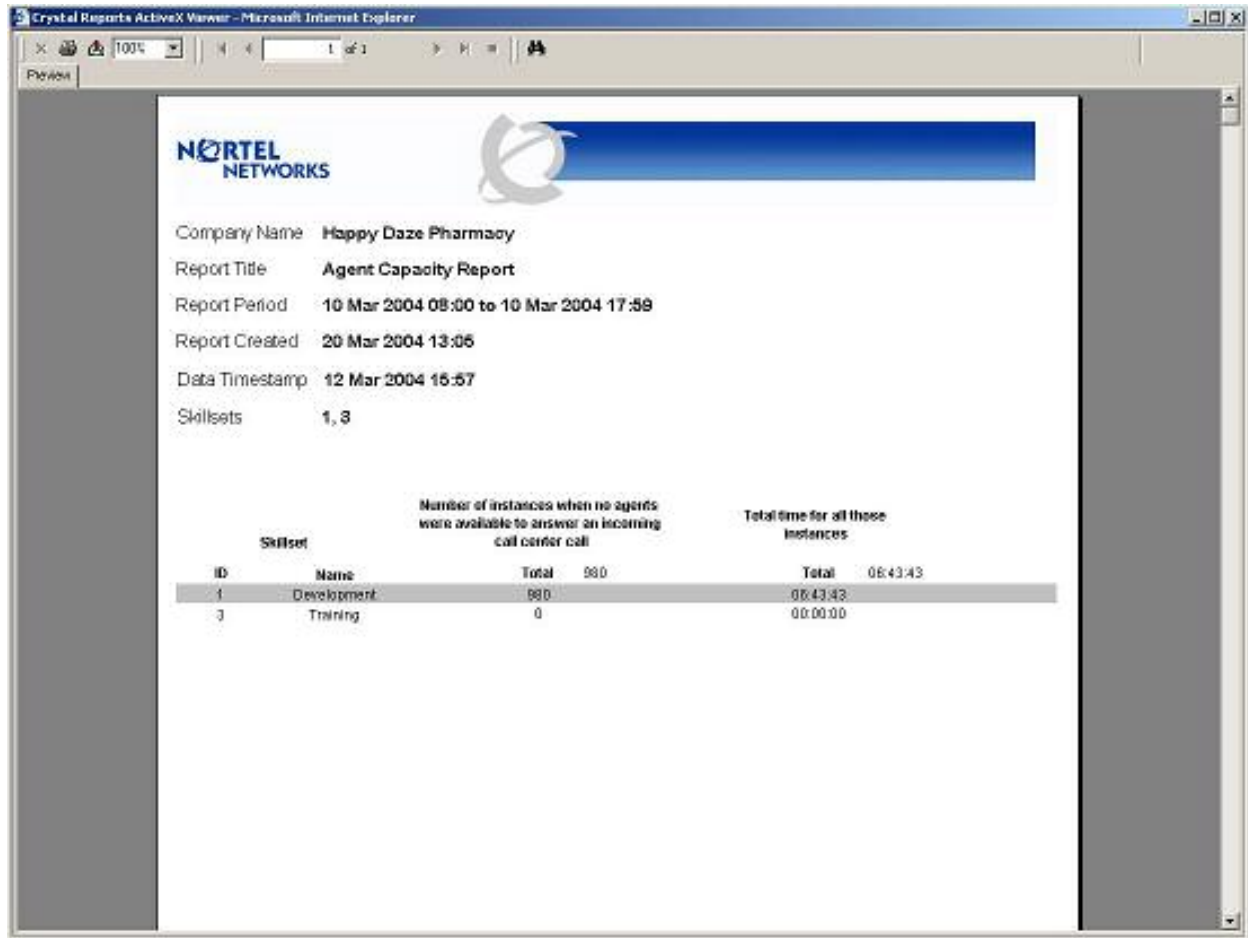 Crystal Reports ActiveX Viewer - Microsoft Internet Explorer
100% 1 of 1
Preview
NORTEL
NETWORKS
Company Name Happy Daze Pharmacy
Report Title Agent Capacity Report
Report Period 10 Mar 2004 08:00 to 10 Mar 2004 17:59
Report Created 20 Mar 2004 13:05
Data Timestamp 12 Mar 2004 15:57
Skillsets 1, 3
Number of instances when no agents
were available to answer an incoming
call center call
Total time for all those
instances
Skillset
ID Name Total 980 Total 06:43:43
1 Development 980 06:43:43
3 Training 0 00:00:00